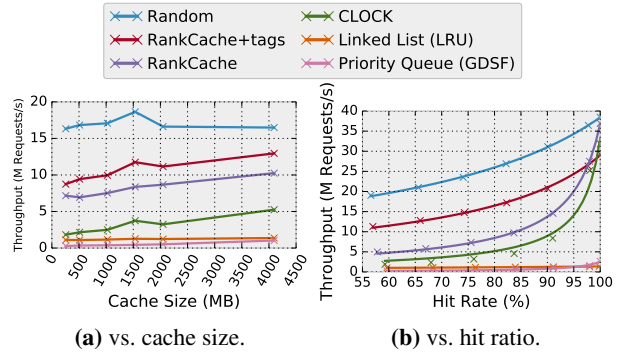 Random
RankCache+tags
RankCache
CLOCK
Linked List (LRU)
Priority Queue (GDSF)
Throughput (M Requests/s)
20
15
10
5
0
0
500
1000
1500
2000
2500
3000
3500
4000
4500
Cache Size (MB)
(a) vs. cache size.
Throughput (M Requests/s)
40
35
30
25
20
15
10
5
0
55 60 65 70 75 80 85 90 95 100
Hit Rate (%)
(b) vs. hit ratio.